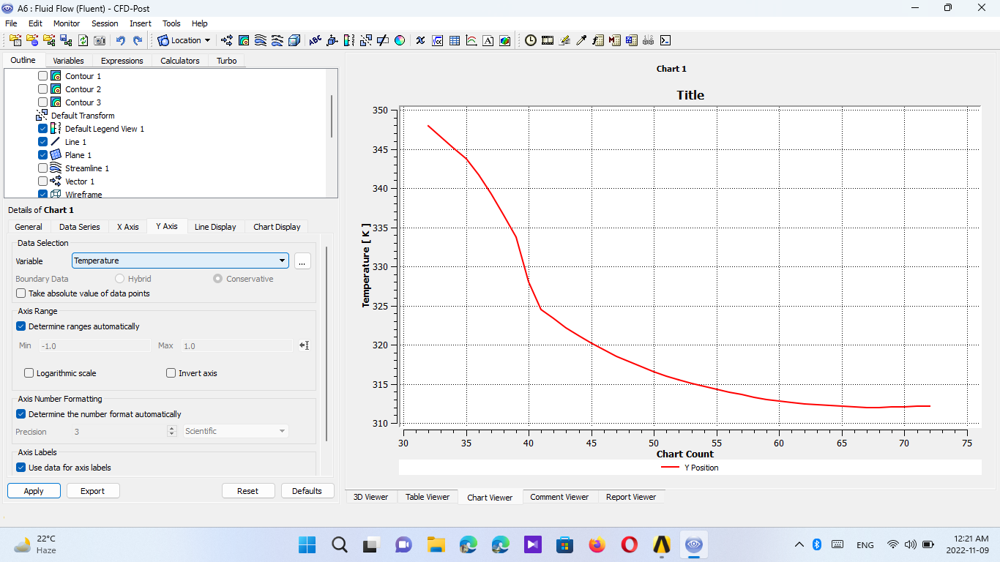 A6 : Fluid Flow (Fluent) - CFD-Post
File Edit Monitor Session Insert Tools Help
Location
Outline Variables Expressions Calculators Turbo
Contour 1
Contour 2
Contour 3
Default Transform
Default Legend View 1
Line 1
Plane 1
Streamline 1
Vector 1
Wireframe
Details of Chart 1
General Data Series X Axis Y Axis Line Display Chart Display
Data Selection
Variable Temperature ...
Boundary Data Hybrid Conservative
Take absolute value of data points
Axis Range
Determine ranges automatically
Min -1.0 Max 1.0
Logarithmic scale Invert axis
Axis Number Formatting
Determine the number format automatically
Precision 3 Scientific
Axis Labels
Use data for axis labels
Apply Export Reset Defaults
Chart 1
Title
Temperature [ K ]
350
345
340
335
330
325
320
315
310
30 35 40 45 50 55 60 65 70 75
Chart Count
Y Position
3D Viewer Table Viewer Chart Viewer Comment Viewer Report Viewer
22°C
Haze
ENG
12:21 AM
2022-11-09